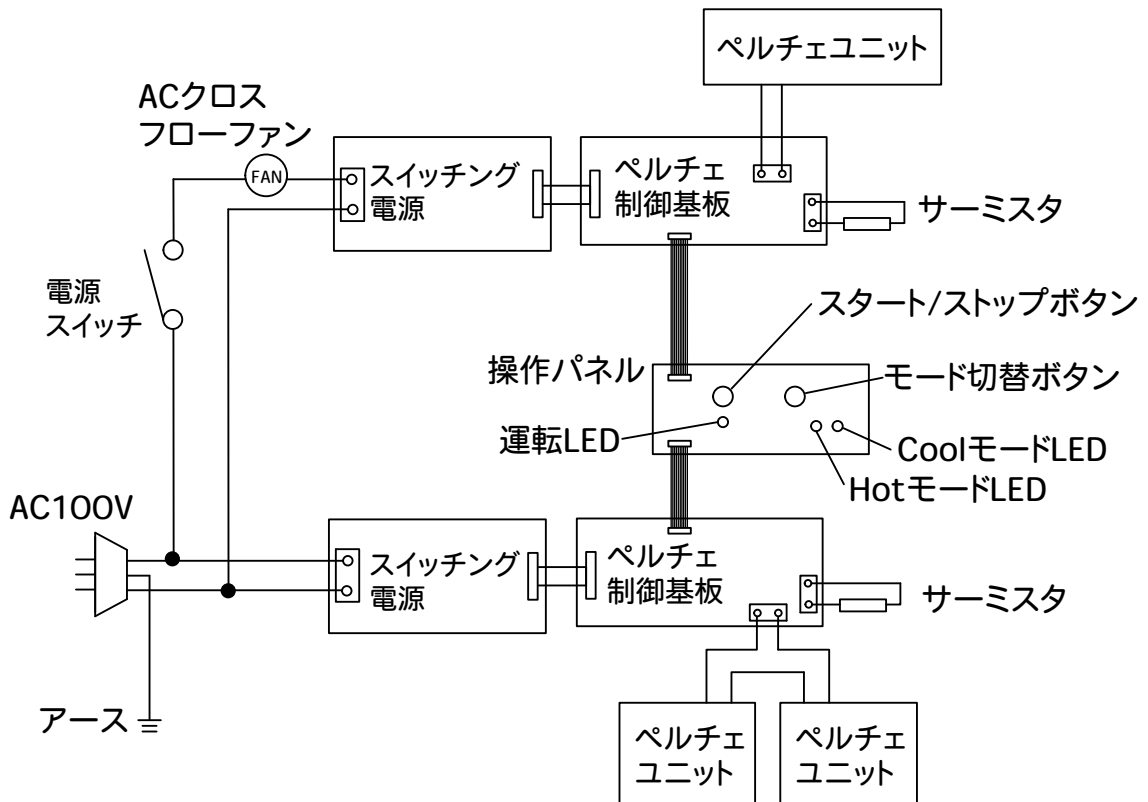 ペルチェユニット
ACクロス
フローファン
FAN
スイッチング
電源
ペルチェ
制御基板
サーミスタ
電源
スイッチ
スタート/ストップボタン
操作パネル
モード切替ボタン
運転LED
CoolモードLED
HotモードLED
AC100V
スイッチング
電源
ペルチェ
制御基板
サーミスタ
アース
ペルチェ
ユニット
ペルチェ
ユニット